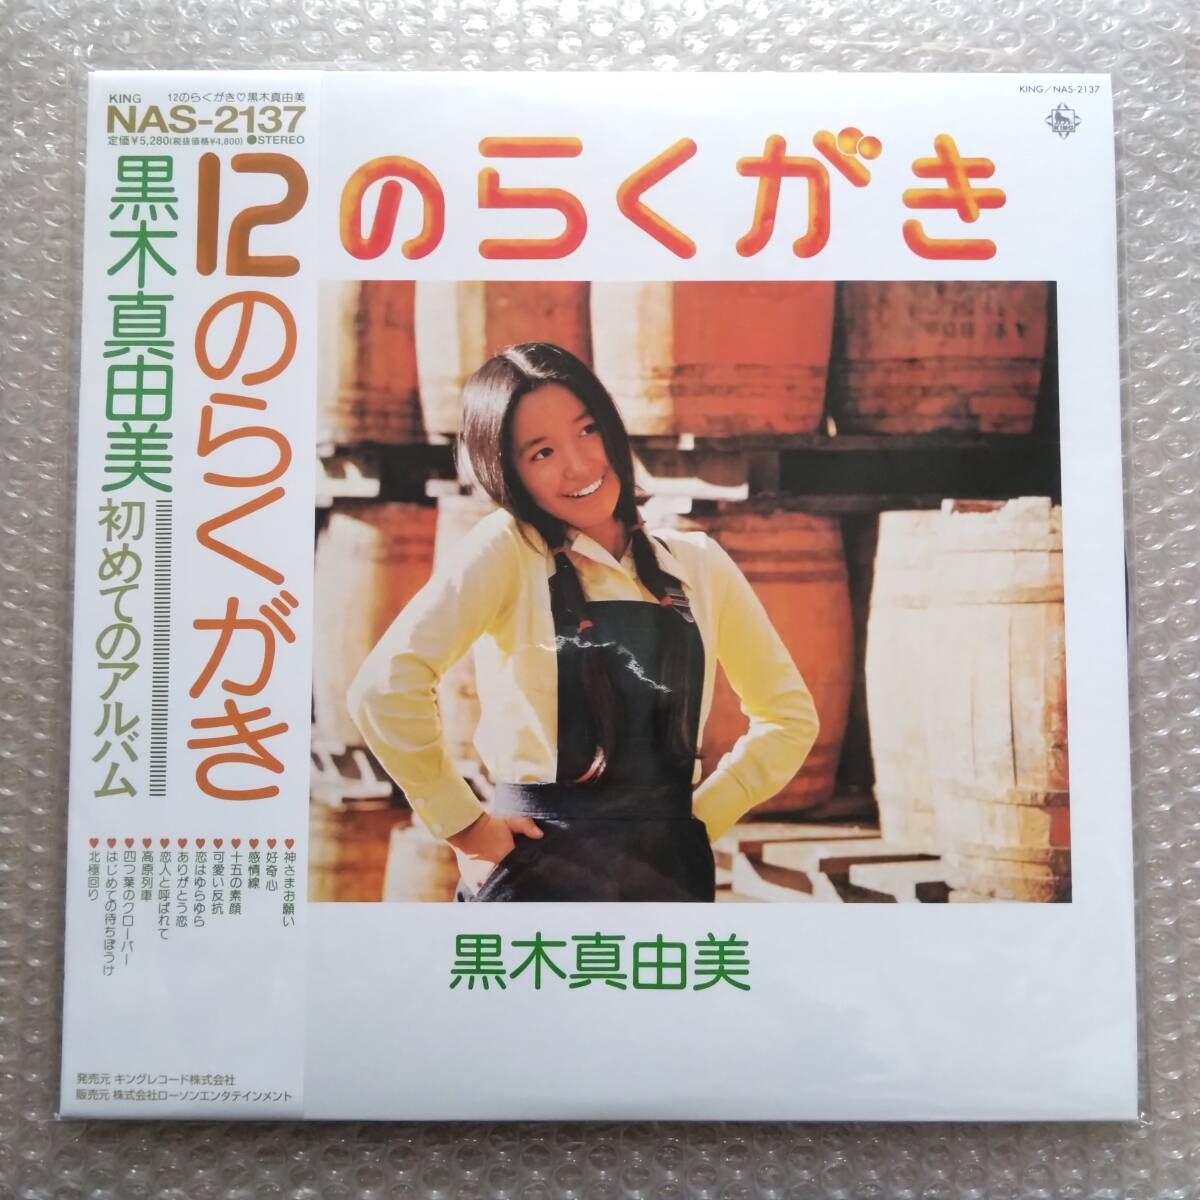 KING 12のらくがき♡黒木真由美
NAS-2137
定価¥5,280(税抜価格¥4,800) ●STEREO
12のらくがき
黒木真由美
初めてのアルバム
♥神さまお願い
♥好奇心
♥感情線
♥十五の素顔
♥可愛い反抗
♥恋はゆらゆら
♥ありがとう恋
♥恋人と呼ばれて
♥高原列車
♥四つ葉のクローバー
♥はじめての待ちぼうけ
♥北極回り
発売元 キングレコード株式会社
販売元 株式会社ローソンエンタテインメント
KING/NAS-2137
KING
のらくがき
黒木真由美